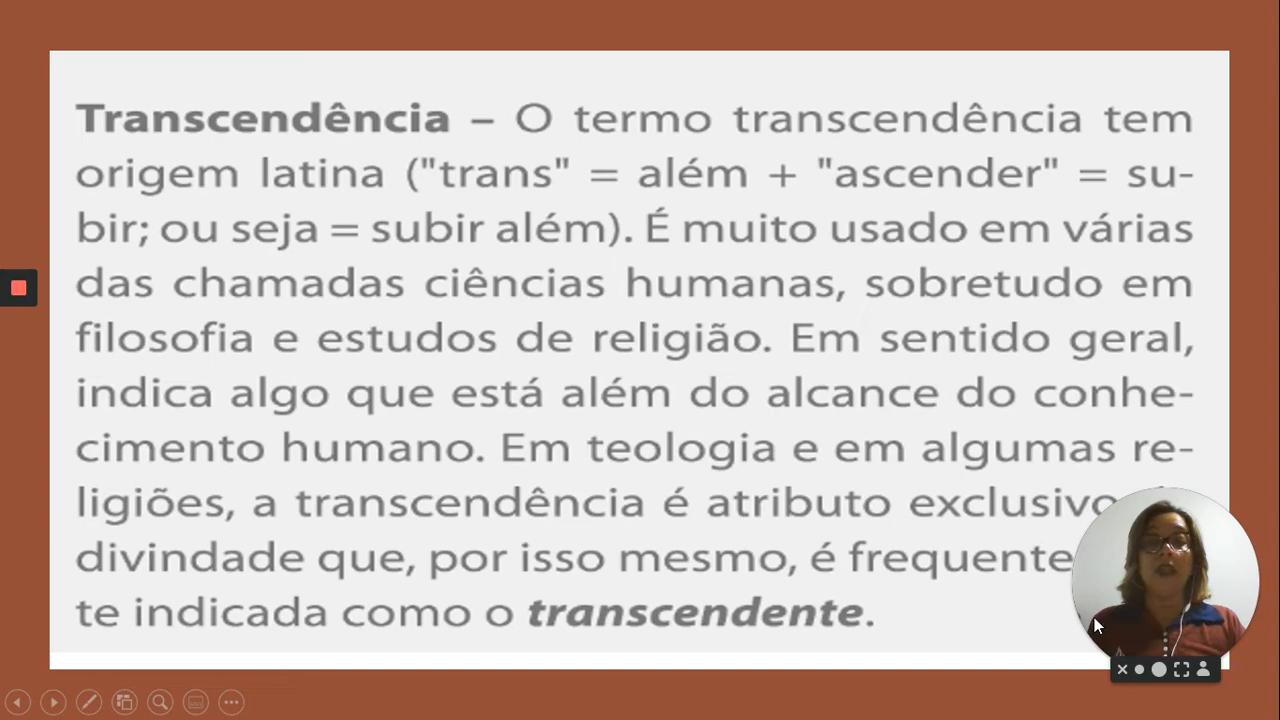 Transcendência – O termo transcendência tem
origem latina ("trans" = além + "ascender" = su-
bir; ou seja = subir além). É muito usado em várias
das chamadas ciências humanas, sobretudo em
filosofia e estudos de religião. Em sentido geral,
indica algo que está além do alcance do conhe-
cimento humano. Em teologia e em algumas re-
ligiões, a transcendência é atributo exclusivo
divindade que, por isso mesmo, é frequente
te indicada como o transcendente.